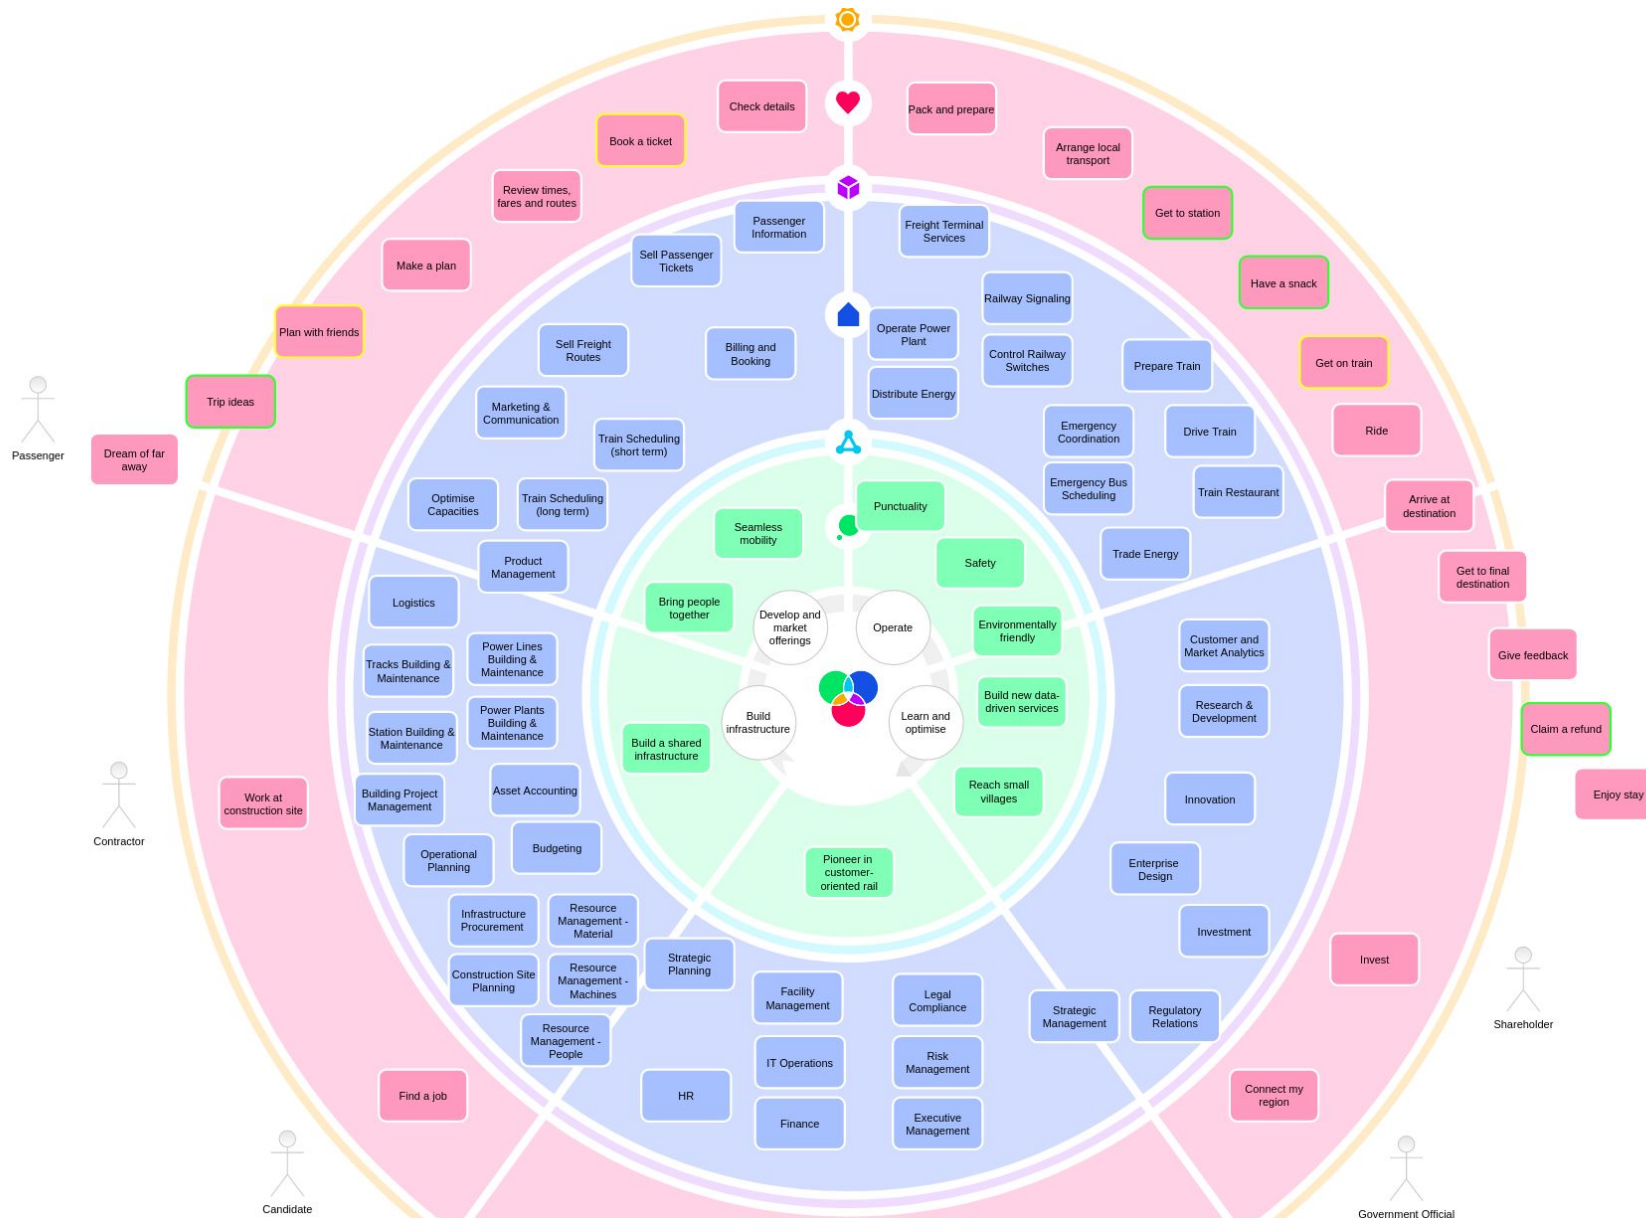 Check details
Pack and prepare
Book a ticket
Arrange local
transport
Review times,
fares and routes
Get to station
Passenger
Information
Freight Terminal
Services
Make a plan
Sell Passenger
Tickets
Have a snack
Railway Signaling
Plan with friends
Operate Power
Plant
Sell Freight
Routes
Billing and
Booking
Control Railway
Switches
Prepare Train
Get on train
Trip ideas
Distribute Energy
Marketing &
Communication
Train Scheduling
(short term)
Emergency
Coordination
Drive Train
Ride
Passenger
Dream of far
away
Optimise
Capacities
Train Scheduling
(long term)
Emergency Bus
Scheduling
Train Restaurant
Arrive at
destination
Punctuality
Seamless
mobility
Trade Energy
Product
Management
Safety
Get to final
destination
Logistics
Bring people
together
Develop and
market
offerings
Operate
Environmentally
friendly
Customer and
Market Analytics
Give feedback
Tracks Building &
Maintenance
Power Lines
Building &
Maintenance
Build new data-
driven services
Research &
Development
Station Building &
Maintenance
Power Plants
Building &
Maintenance
Build
infrastructure
Learn and
optimise
Claim a refund
Build a shared
infrastructure
Work at
construction site
Building Project
Management
Asset Accounting
Reach small
villages
Innovation
Enjoy stay
Contractor
Operational
Planning
Budgeting
Pioneer in
customer-
oriented rail
Enterprise
Design
Infrastructure
Procurement
Resource
Management -
Material
Investment
Construction Site
Planning
Resource
Management -
Machines
Strategic
Planning
Invest
Facility
Management
Legal
Compliance
Strategic
Management
Regulatory
Relations
Shareholder
Resource
Management -
People
IT Operations
Risk
Management
Find a job
HR
Connect my
region
Finance
Executive
Management
Candidate
Government Official